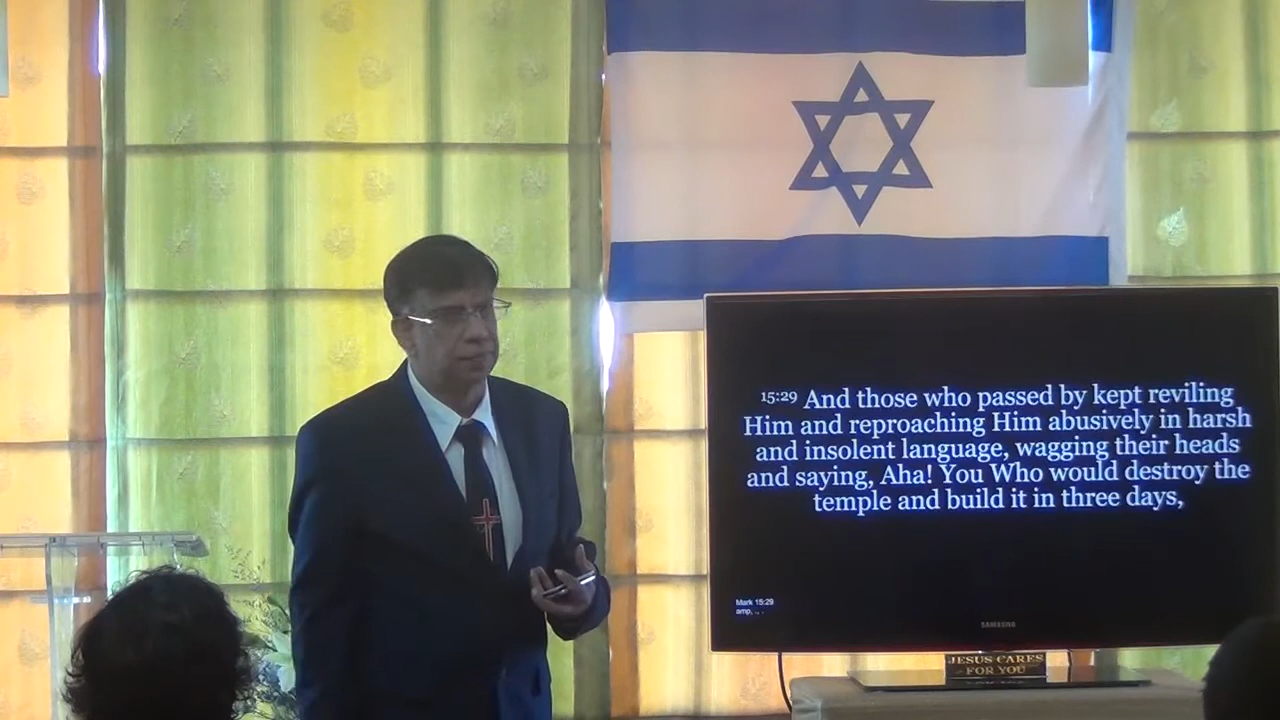 15:29 And those who passed by kept reviling
Him and reproaching Him abusively in harsh
and insolent language, wagging their heads
and saying, Aha! You Who would destroy the
temple and build it in three days,
Mark 15:29
amp, ., .
SAMSUNG
JESUS CARES
FOR YOU